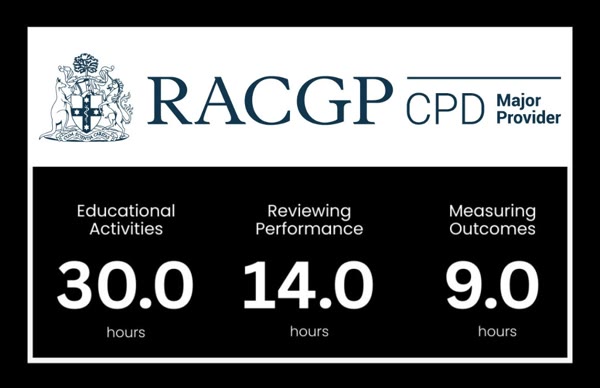 RACGP CPD Major Provider
Educational Activities
30.0
hours
Reviewing Performance
14.0
hours
Measuring Outcomes
9.0
hours